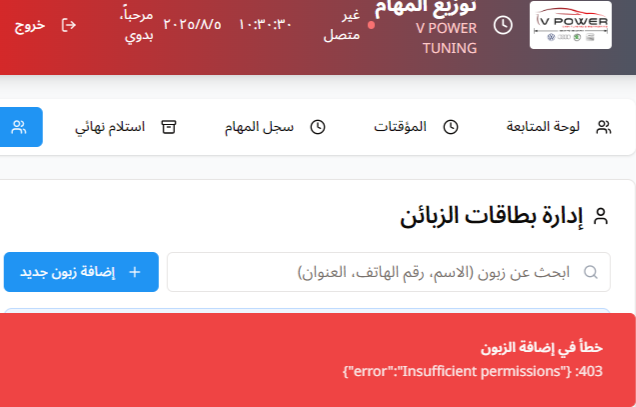 V POWER
توزيع المهام
V POWER
TUNING
غير
متصل
١٠:٣٠:٣٠
٢٠٢٥/٨/٥
مرحباً،
بدوي
خروج
لوحة المتابعة
المؤقتات
سجل المهام
استلام نهائي
إدارة بطاقات الزبائن
ابحث عن زبون (الاسم، رقم الهاتف، العنوان)
إضافة زبون جديد
خطأ في إضافة الزبون
403: {"error":"Insufficient permissions"}